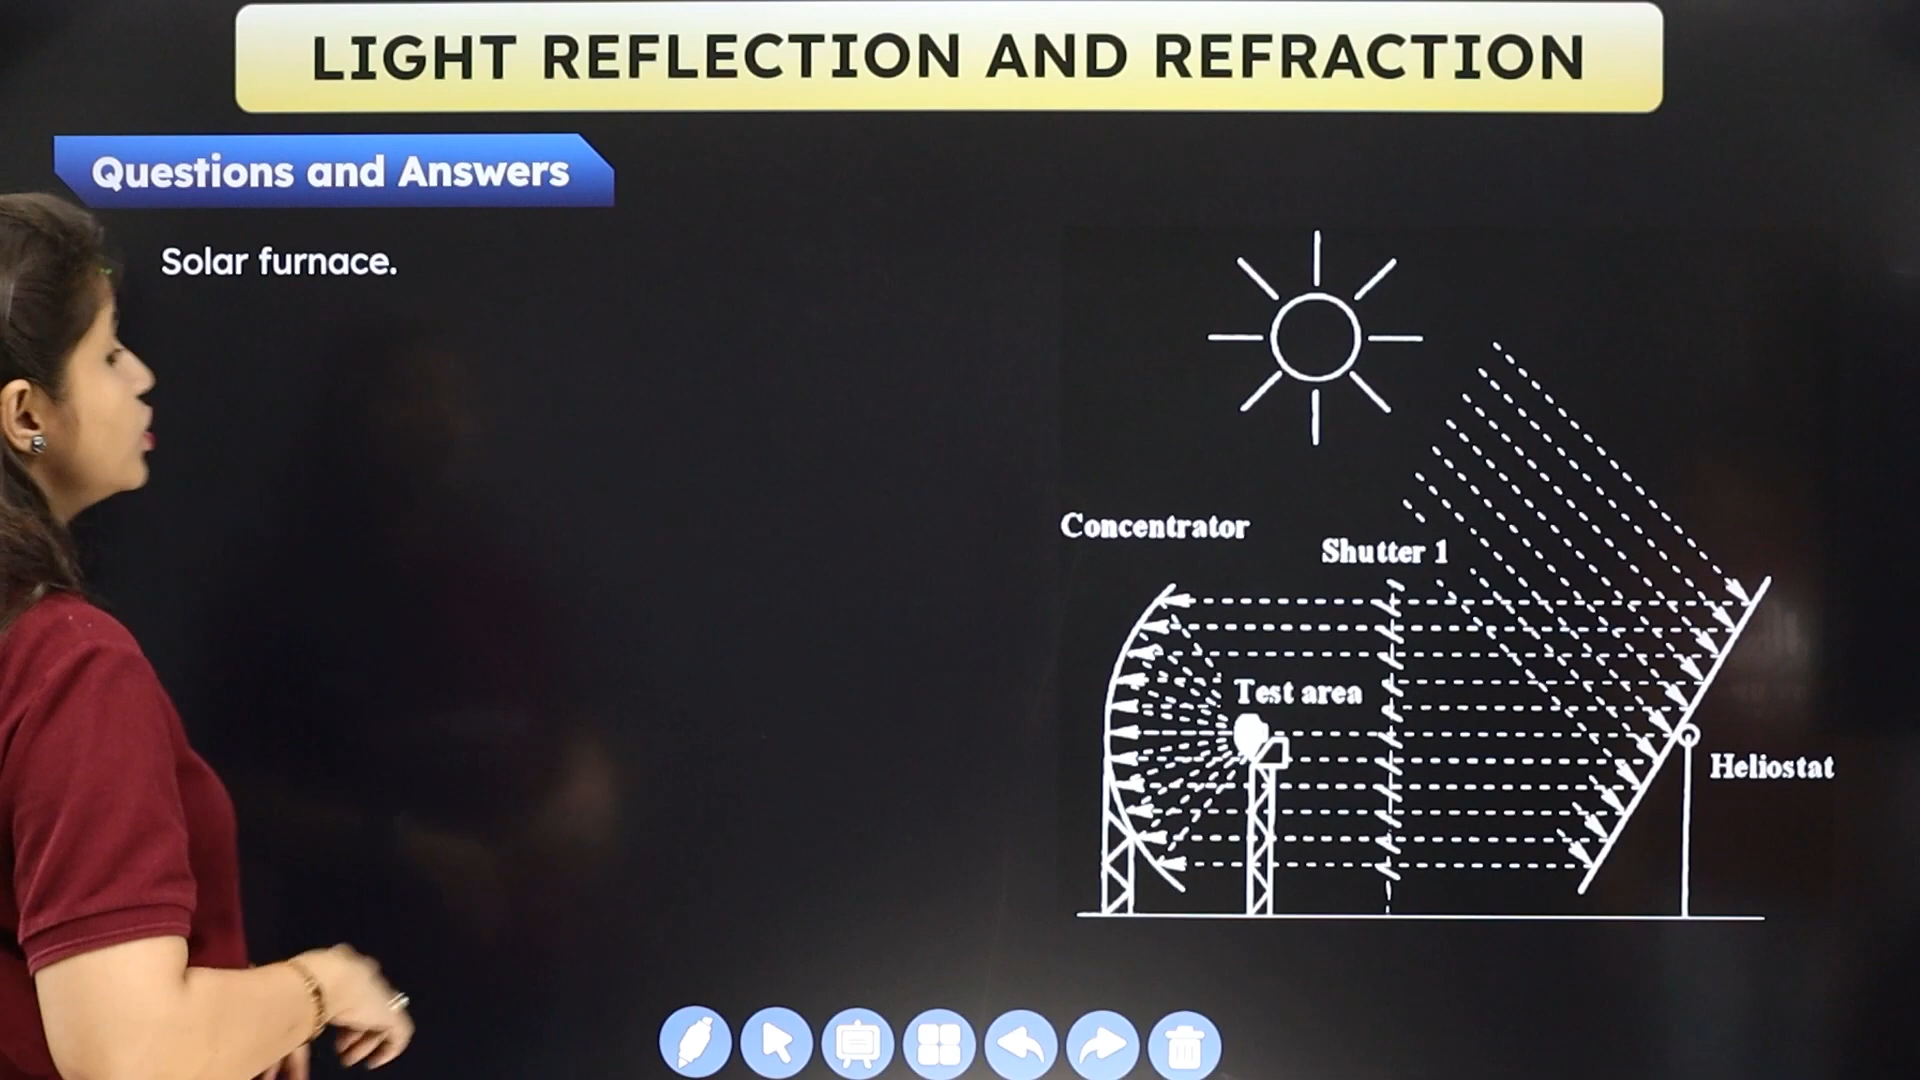 LIGHT REFLECTION AND REFRACTION
Questions and Answers
Solar furnace.
Concentrator
Shutter 1
Test area
Heliostat